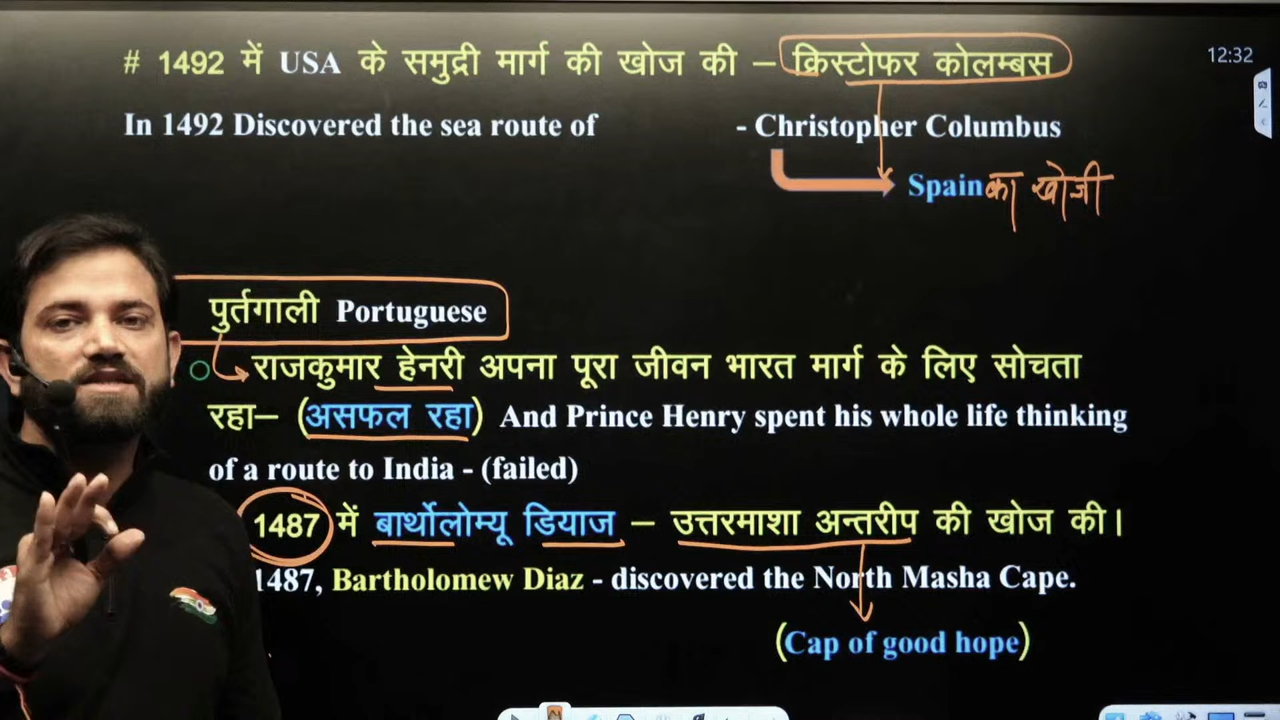 # 1492 में USA के समुद्री मार्ग की खोज की – क्रिस्टोफर कोलम्बस
12:32
In 1492 Discovered the sea route of - Christopher Columbus
Spain का खोजी
पुर्तगाली Portuguese
राजकुमार हेनरी अपना पूरा जीवन भारत मार्ग के लिए सोचता
रहा– (असफल रहा) And Prince Henry spent his whole life thinking
of a route to India - (failed)
1487 में बार्थोलोम्यू डियाज – उत्तरमाशा अन्तरीप की खोज की।
1487, Bartholomew Diaz - discovered the North Masha Cape.
(Cap of good hope)